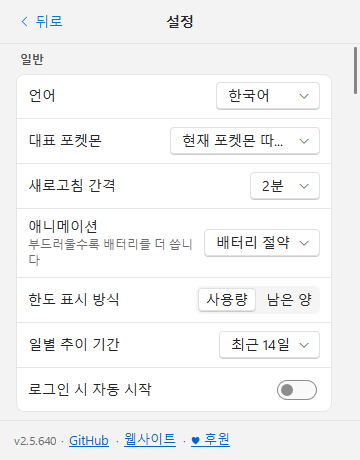 뒤로
설정
일반
언어
한국어
대표 포켓몬
현재 포켓몬 따...
새로고침 간격
2분
애니메이션
부드러울수록 배터리를 더 씁니
다
배터리 절약
한도 표시 방식
사용량
남은 양
일별 추이 기간
최근 14일
로그인 시 자동 시작
v2.5.640 · GitHub · 웹사이트 · ♥ 후원